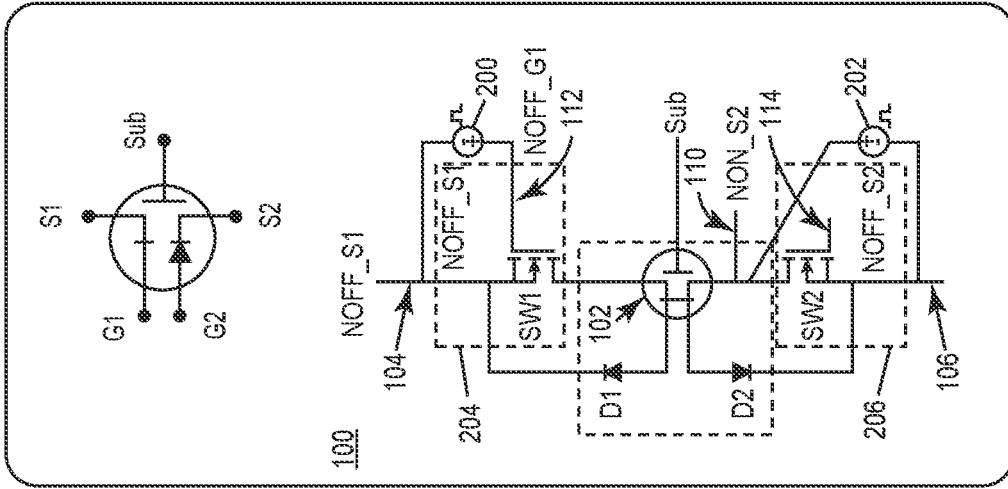 S1
G1
Sub
G2
S2
100
NOFF_S1
104
NOFF_S1
200
NOFF_G1
112
204
SW1
102
D1
Sub
110
NON_S2
D2
SW2
114
NOFF_S2
202
206
106